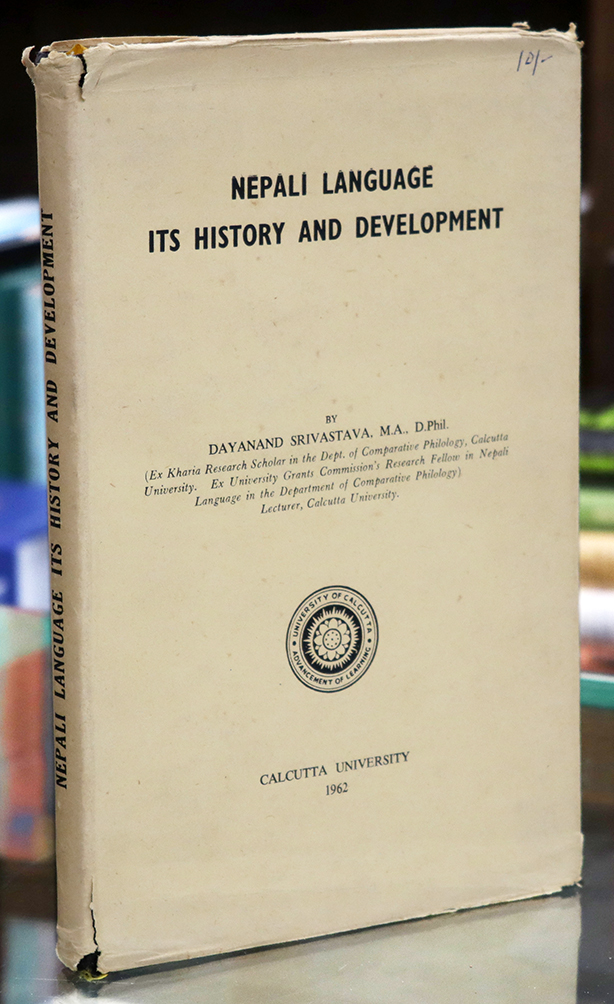 10/-
NEPALI LANGUAGE
ITS HISTORY AND DEVELOPMENT
BY
DAYANAND SRIVASTAVA, M.A., D.Phil.
(Ex Kharia Research Scholar in the Dept. of Comparative Philology, Calcutta
University. Ex University Grants Commission's Research Fellow in Nepali
Language in the Department of Comparative Philology)
Lecturer, Calcutta University.
UNIVERSITY OF CALCUTTA
ADVANCEMENT OF LEARNING
CALCUTTA UNIVERSITY
1962
NEPALI LANGUAGE ITS HISTORY AND DEVELOPMENT